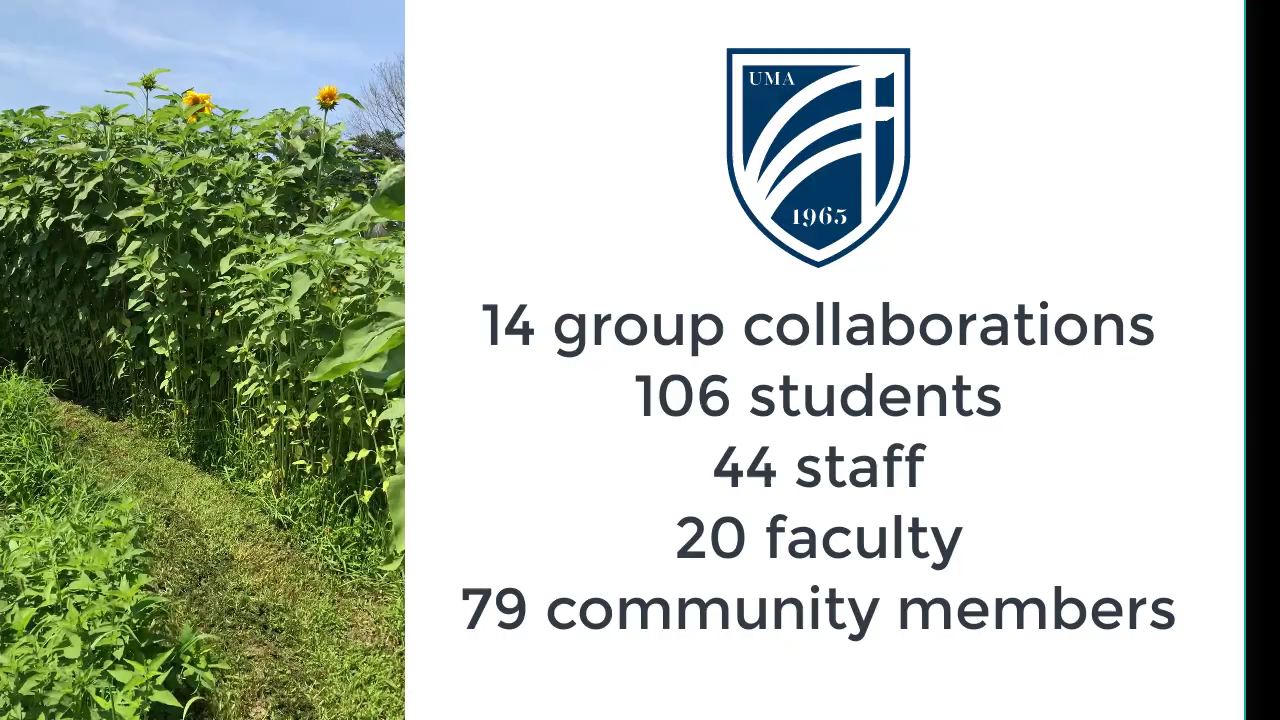 UMA
1965
14 group collaborations
106 students
44 staff
20 faculty
79 community members